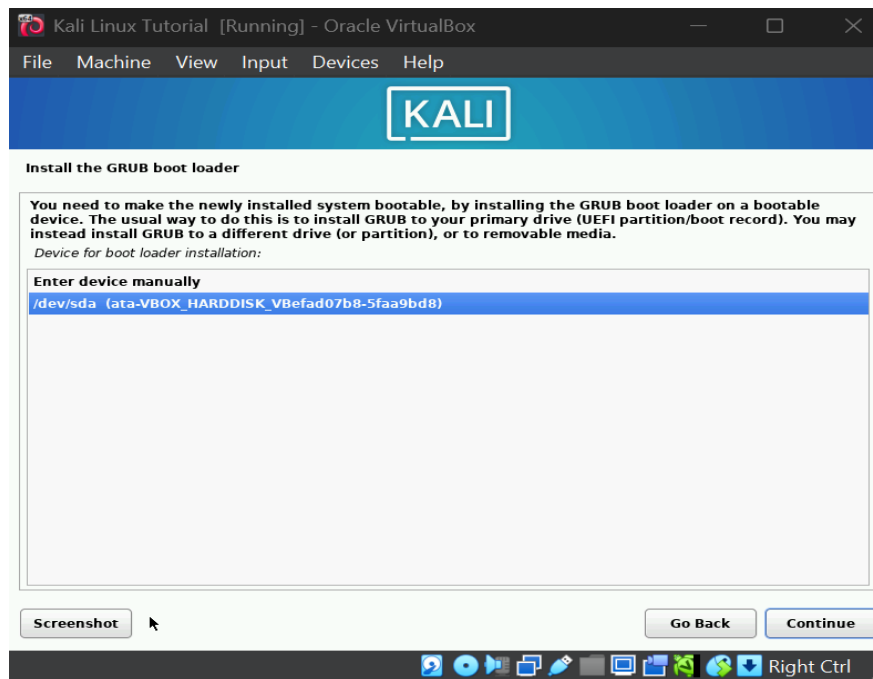 Kali Linux Tutorial [Running] - Oracle VirtualBox
File Machine View Input Devices Help
KALI
Install the GRUB boot loader
You need to make the newly installed system bootable, by installing the GRUB boot loader on a bootable
device. The usual way to do this is to install GRUB to your primary drive (UEFI partition/boot record). You may
instead install GRUB to a different drive (or partition), or to removable media.
Device for boot loader installation:
Enter device manually
/dev/sda (ata-VBOX_HARDDISK_VBefad07b8-5faa9bd8)
Screenshot Go Back Continue
Right Ctrl